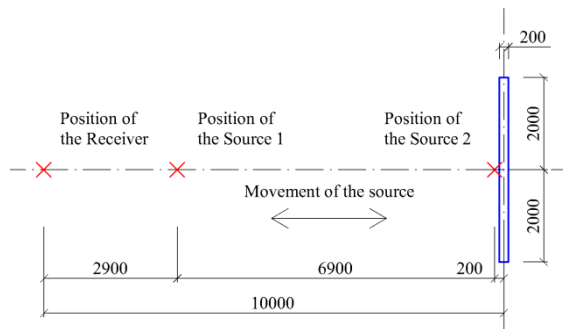 200
Position of
the Receiver
Position of
the Source 1
Position of
the Source 2
2000
Movement of the source
2000
2900
6900
200
10000